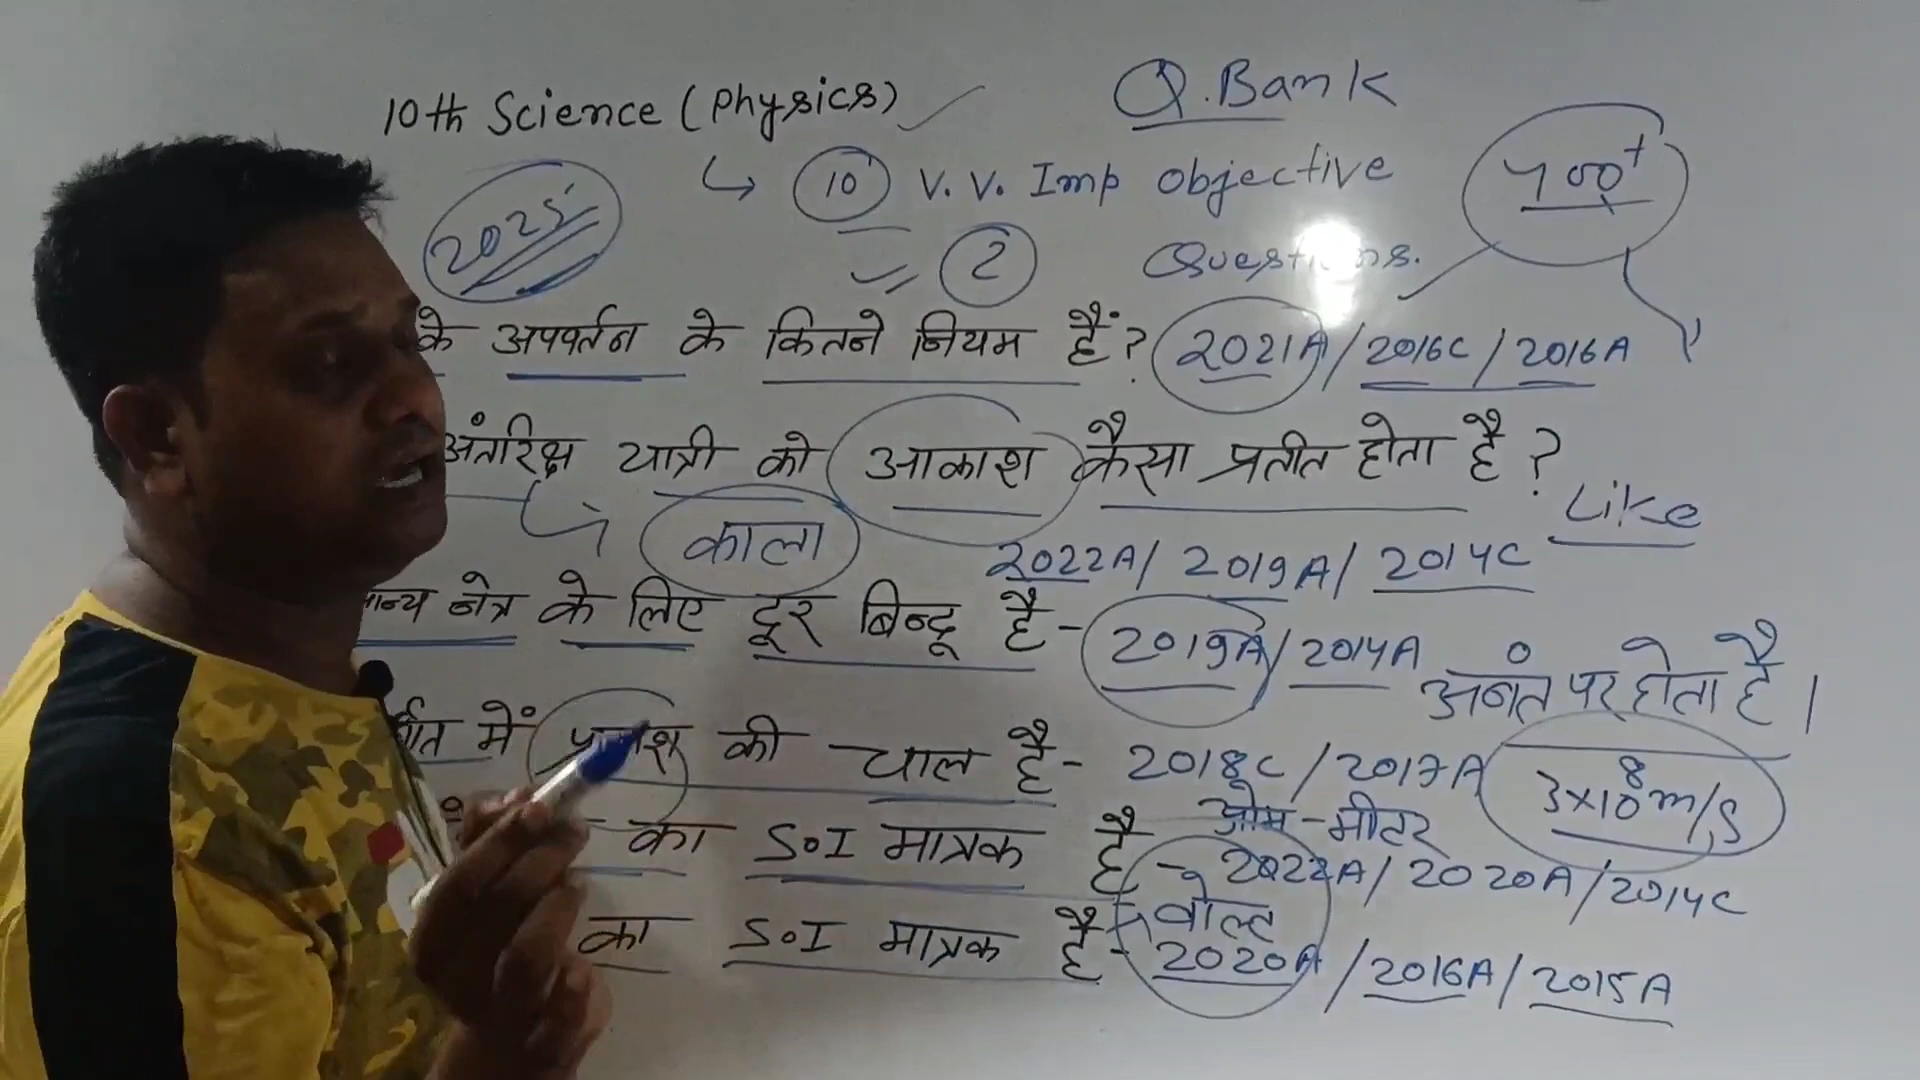 10th Science (Physics) Q. Bank
→ 10 V. V. Imp objective 400+
2025 2 Questions.
के अपवर्तन के कितने नियम हैं? 2021A / 2016C / 2016A
अंतरिक्ष यात्री को आकाश कैसा प्रतीत होता है?
Like
काला 2022A / 2019A / 2014C
मान्य नेत्र के लिए दूर बिन्दू है- 2019A / 2014A
अनंत पर होता है।
में प्रकाश की चाल है- 2018C / 2017A 3×10⁸m/s
ओम-मीटर
का S.I मात्रक है - 2022A / 2020A / 2014C
वोल्ट
का S.I मात्रक है- 2020A / 2016A / 2015A